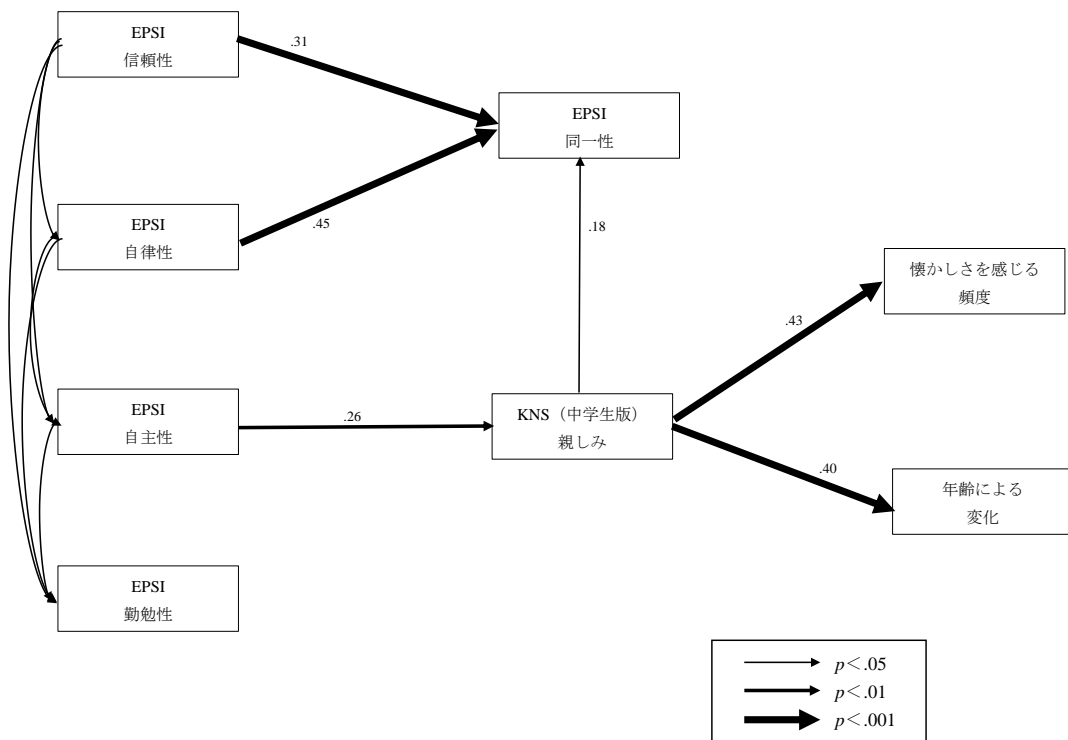 EPSI
信頼性
.31
EPSI
同一性
EPSI
自律性
.45
.18
懐かしさを感じる
頻度
.43
EPSI
自主性
.26
KNS（中学生版）
親しみ
.40
年齢による
変化
EPSI
勤勉性
p＜.05
p＜.01
p＜.001